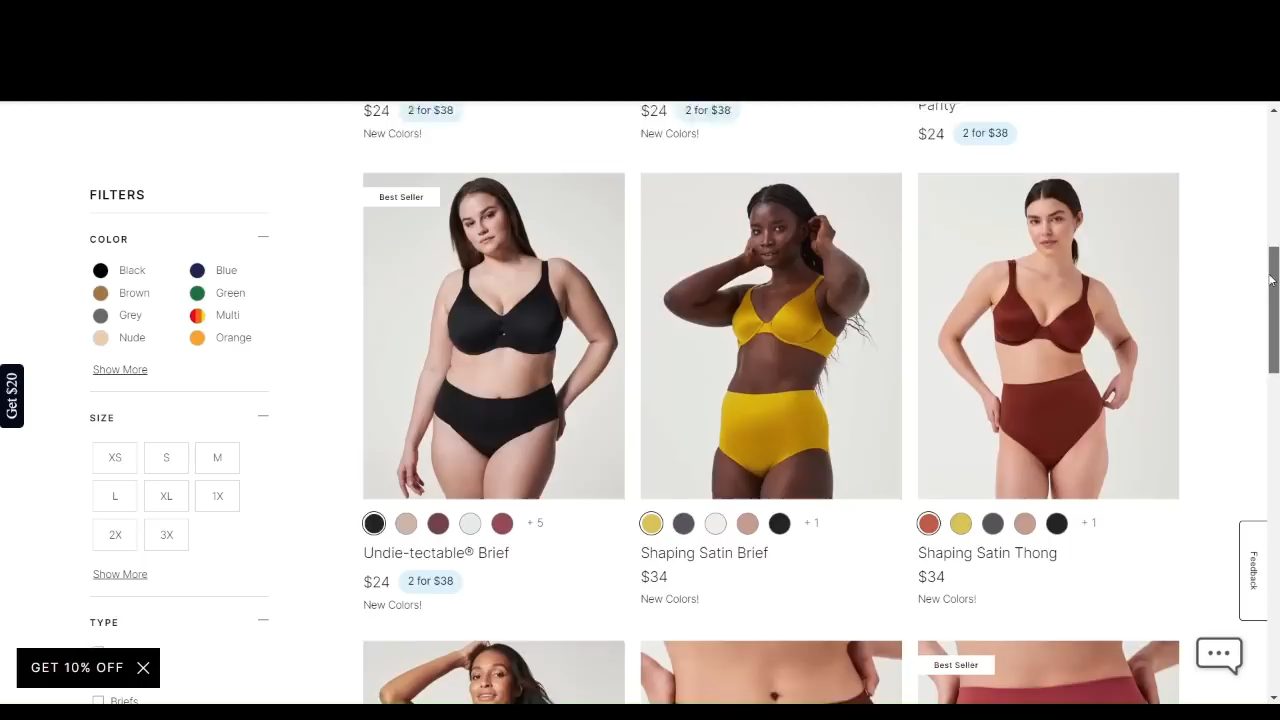 $24 2 for $38
New Colors!
$24 2 for $38
New Colors!
Panty
$24 2 for $38
FILTERS
COLOR
Black
Blue
Brown
Green
Grey
Multi
Nude
Orange
Show More
SIZE
XS S M
L XL 1X
2X 3X
Show More
TYPE
Briefs
Get $20
GET 10% OFF
Best Seller
+ 5
Undie-tectable® Brief
$24 2 for $38
New Colors!
+ 1
Shaping Satin Brief
$34
New Colors!
+ 1
Shaping Satin Thong
$34
New Colors!
Best Seller
Feedback